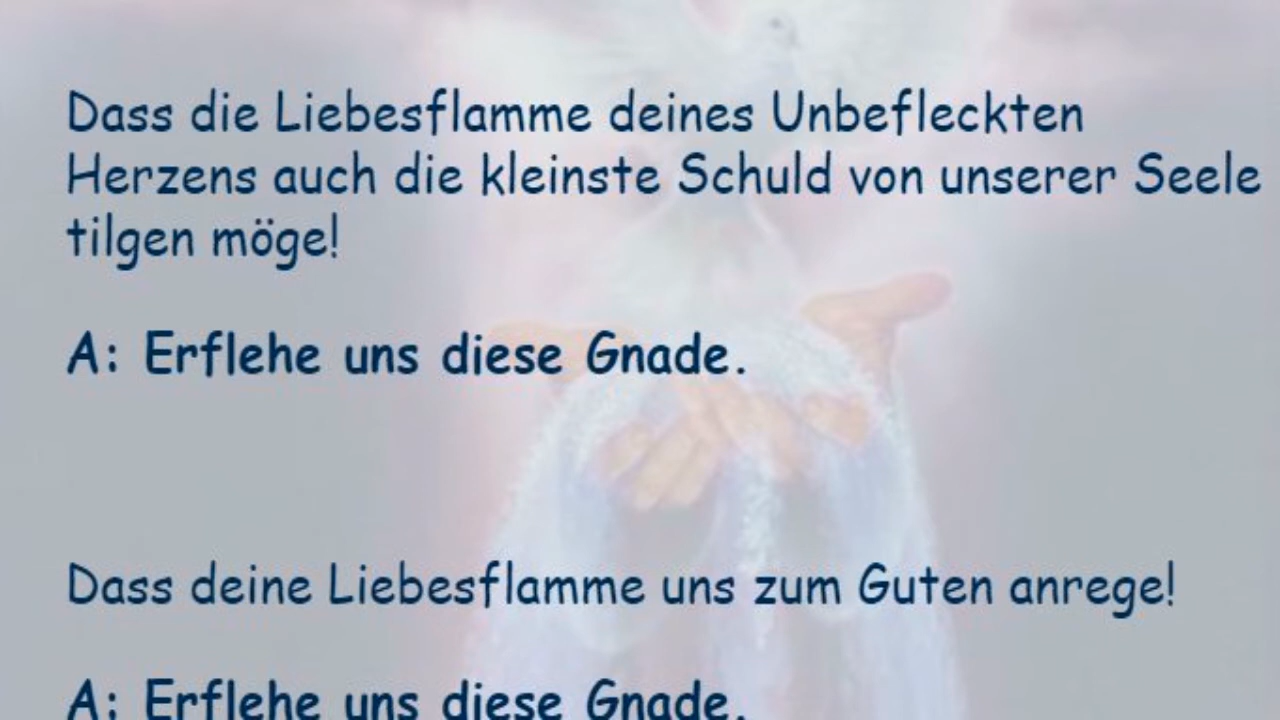 Dass die Liebesflamme deines Unbefleckten
Herzens auch die kleinste Schuld von unserer Seele
tilgen möge!
A: Erflehe uns diese Gnade.
Dass deine Liebesflamme uns zum Guten anrege!
A: Erflehe uns diese Gnade.